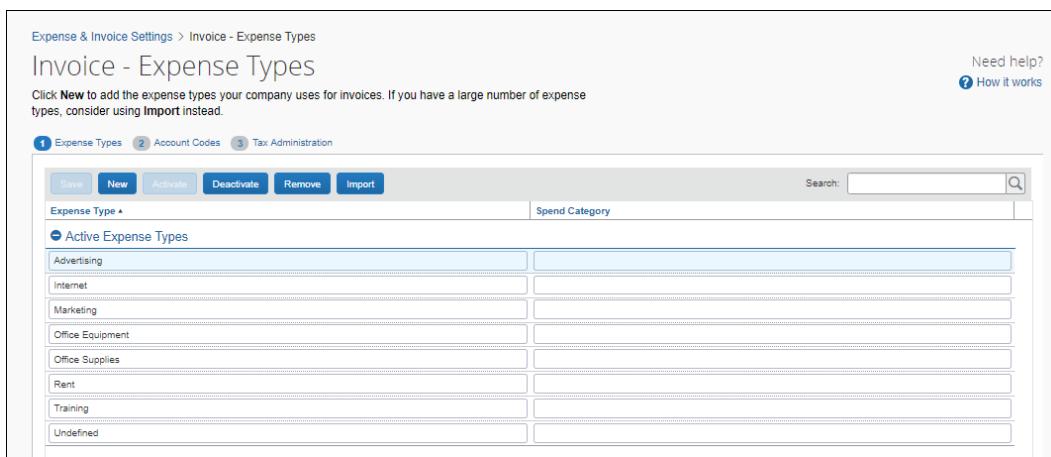 Expense & Invoice Settings > Invoice - Expense Types
Invoice - Expense Types
Need help?
? How it works
Click New to add the expense types your company uses for invoices. If you have a large number of expense
types, consider using Import instead.
1 Expense Types 2 Account Codes 3 Tax Administration
Save New Activate Deactivate Remove Import Search:
Expense Type Spend Category
Active Expense Types
Advertising
Internet
Marketing
Office Equipment
Office Supplies
Rent
Training
Undefined